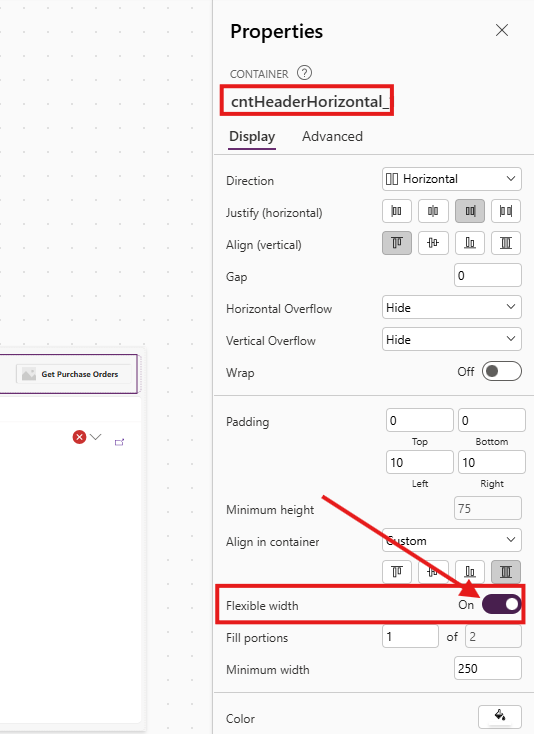 Properties
CONTAINER ?
cntHeaderHorizontal_
Display Advanced
Direction Horizontal
Justify (horizontal)
Align (vertical)
Gap 0
Horizontal Overflow Hide
Vertical Overflow Hide
Get Purchase Orders
Wrap Off
Padding 0 0
Top Bottom
10 10
Left Right
Minimum height 75
Align in container Custom
Flexible width On
Fill portions 1 of 2
Minimum width 250
Color